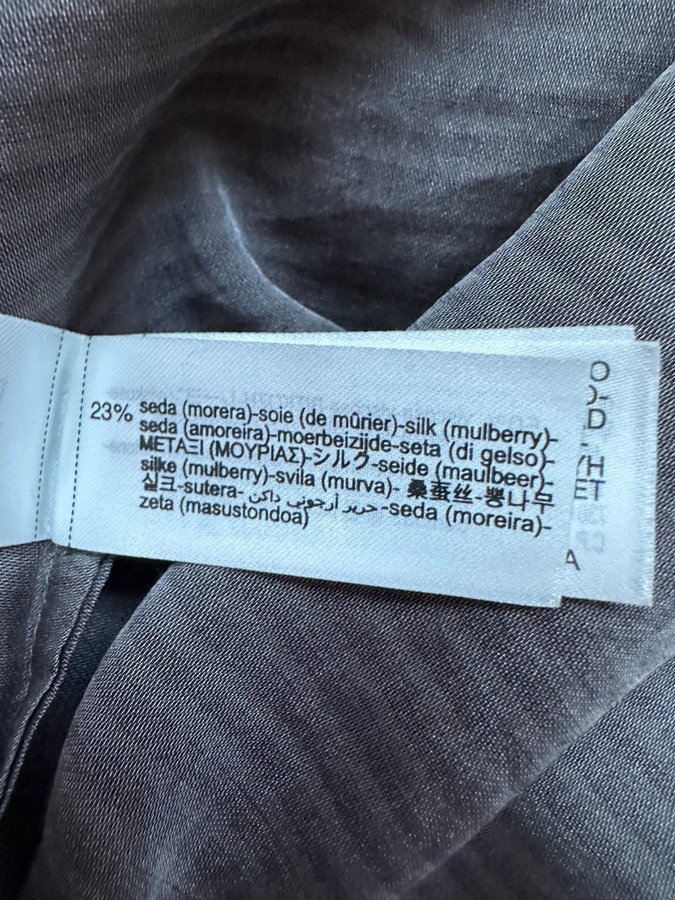 23% seda (morera)-soie (de mûrier)-silk (mulberry)-
seda (amoreira)-moerbeizijde-seta (di gelso)-
ΜΕΤΑΞΙ (ΜΟΥΡΙΑΣ)-シルク-seide (maulbeer)-
silke (mulberry)-svila (murva)- 桑蚕丝-뽕나무
실크-sutera- حرير أرجوني داكن -seda (moreira)-
zeta (masustondoa)
O
)-
D
/H
ET
A